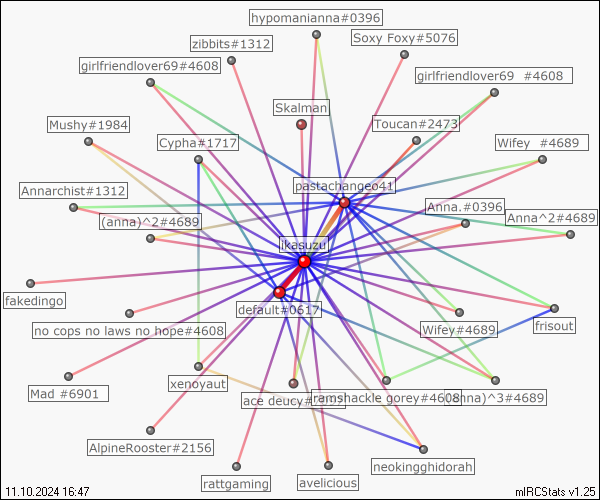 hypomanianna#0396
Soxy Foxy#5076
zibbits#1312
girlfriendlover69#4608
girlfriendlover69 #4608
Skalman
Mushy#1984
Toucan#2473
Cypha#1717
Wifey #4689
pastachangeo41
Annarchist#1312
Anna.#0396
(anna)^2#4689
Anna^2#4689
likasuzu
fakedingo
default#0617
no cops no laws no hope#4608
Wifey#4689
frisout
xenoyaut
Mad #6901
ace deucy#
ramshackle gorey#4608
nna)^3#4689
AlpineRooster#2156
neokingghidorah
rattgaming
avelicious
11.10.2024 16:47
mIRCStats v1.25